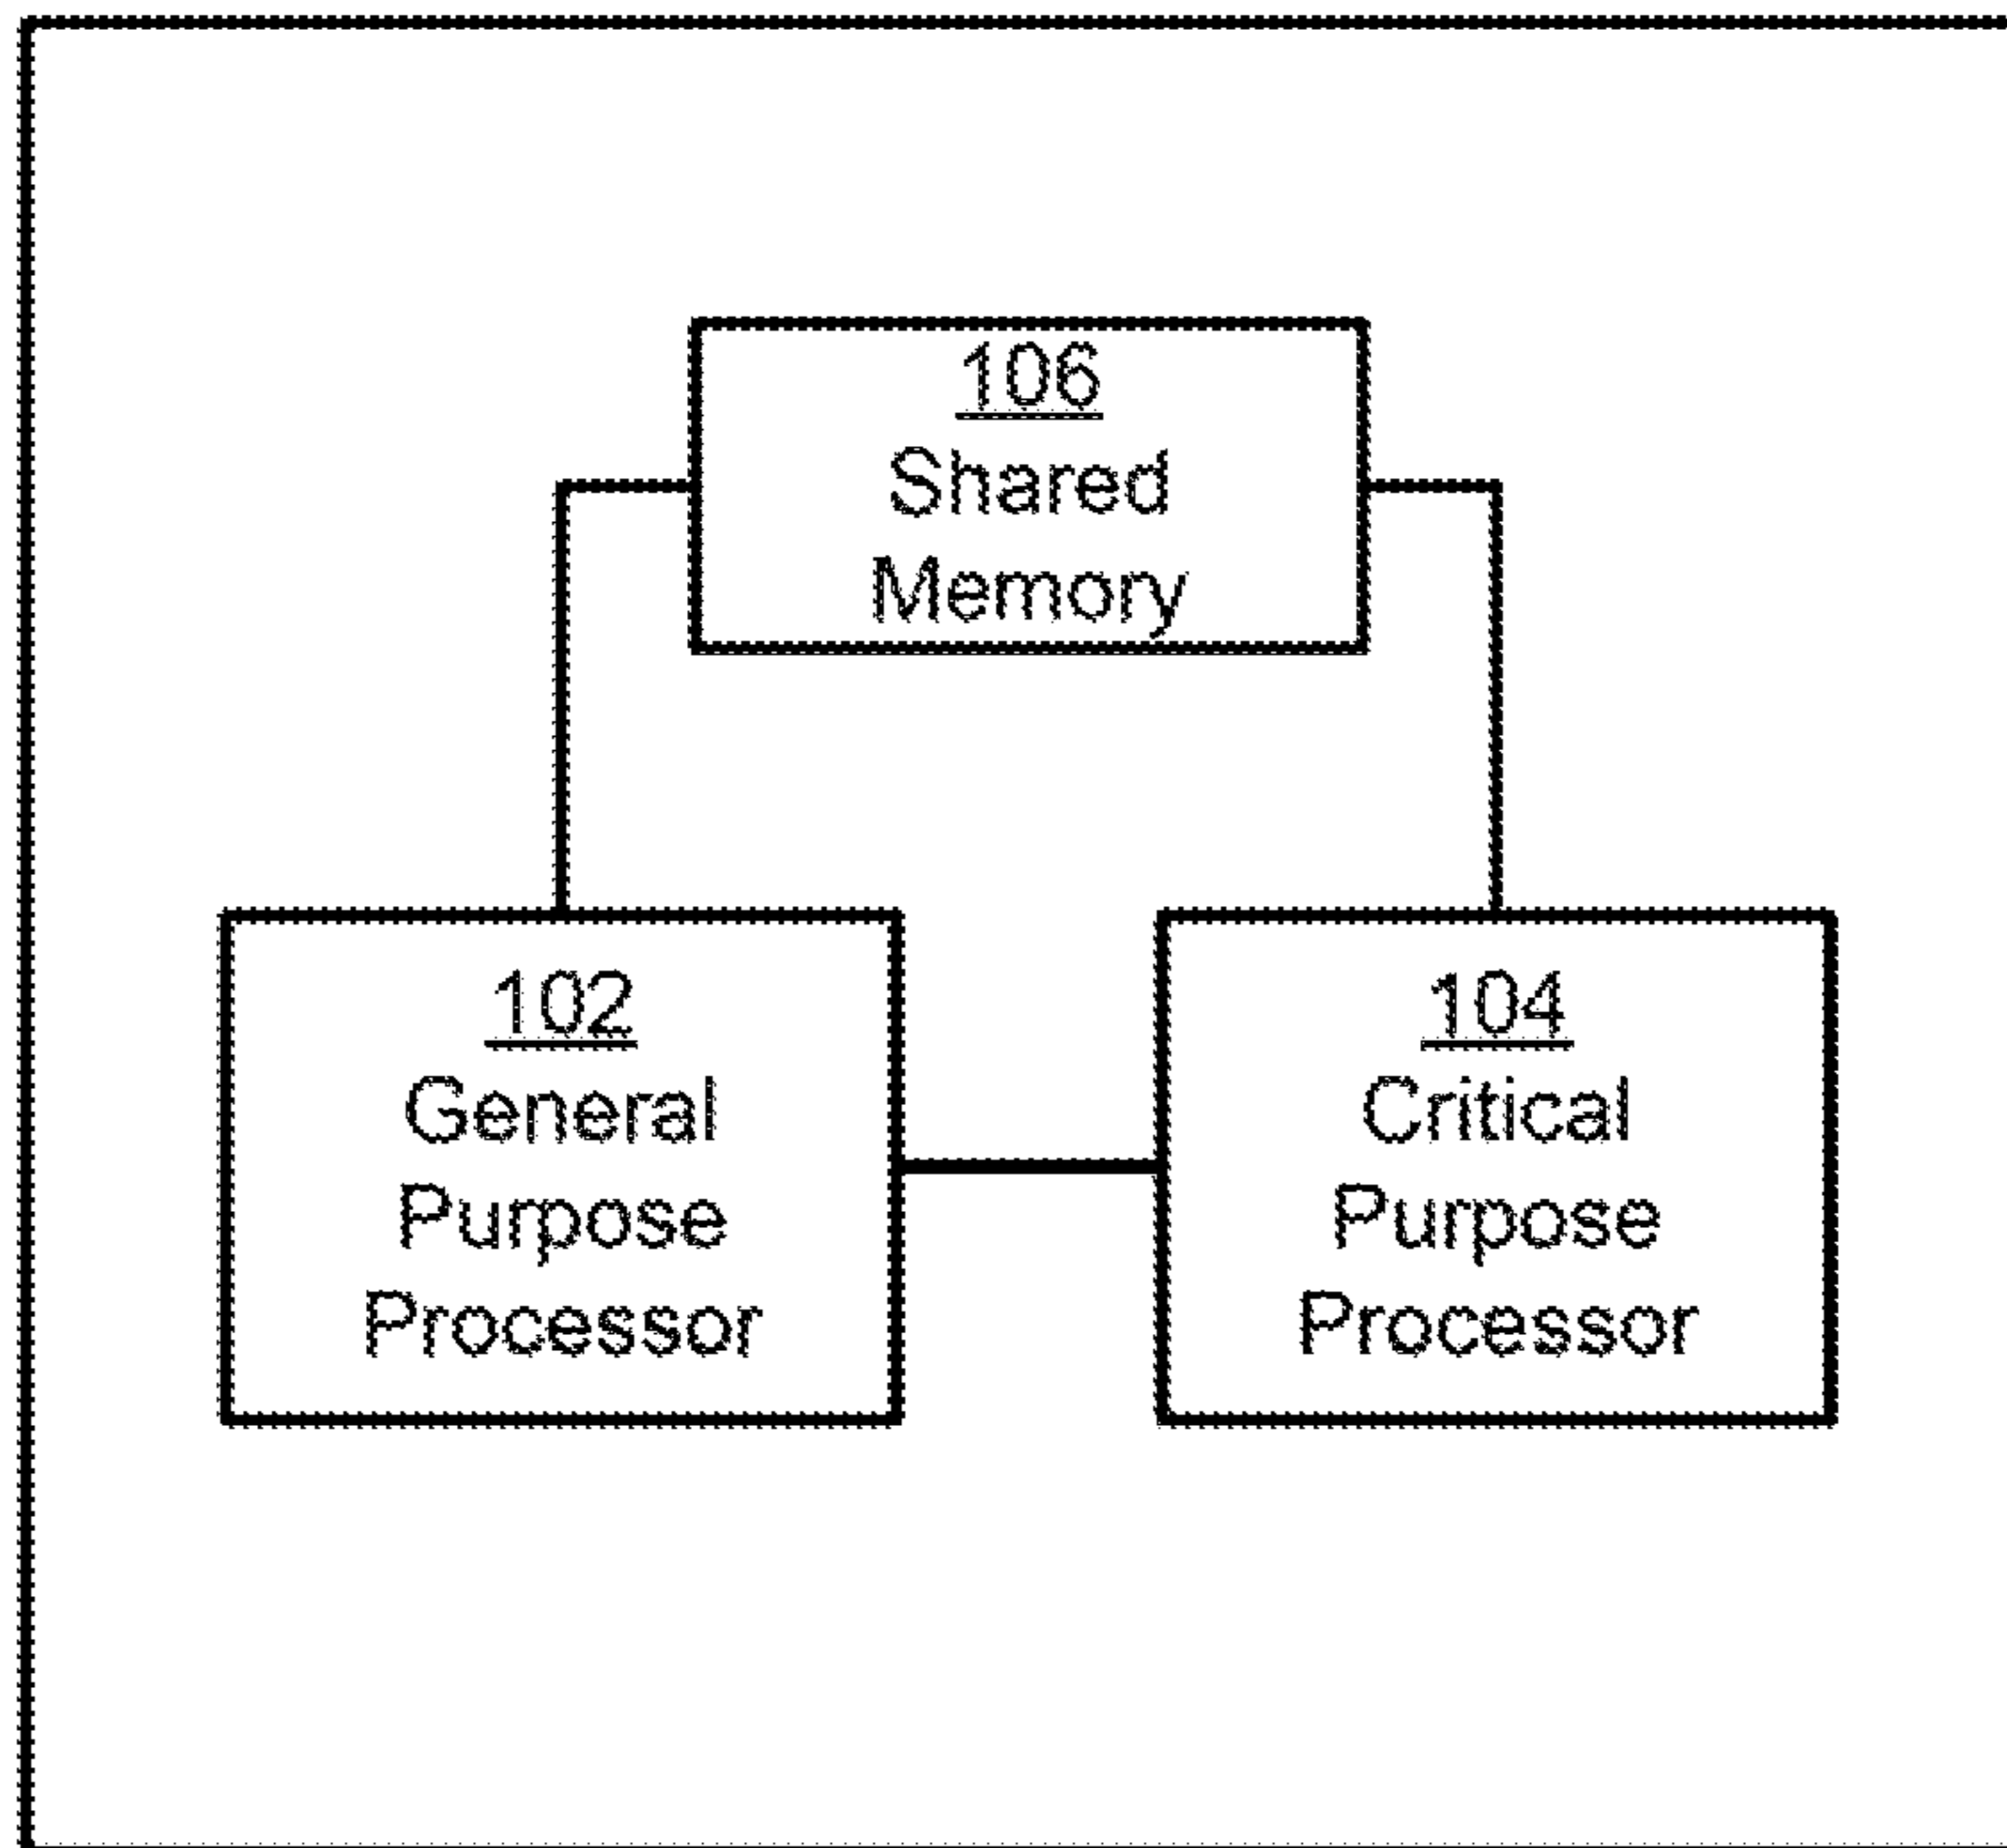 106
Shared
Memory
102
General
Purpose
Processor
104
Critical
Purpose
Processor